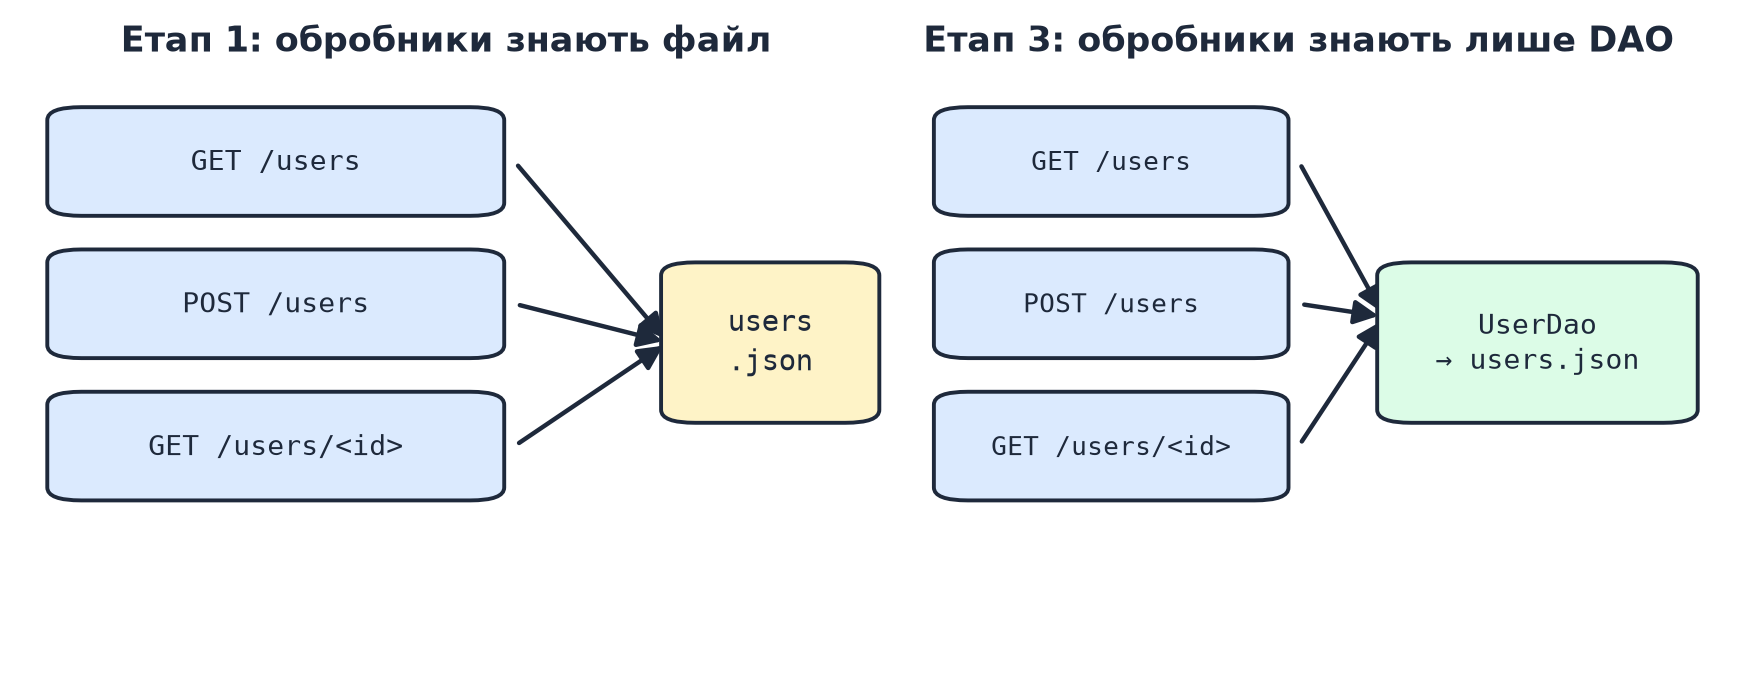 Етап 1: обробники знають файл
GET /users
POST /users
GET /users/<id>
users
.json
Етап 3: обробники знають лише DAO
GET /users
POST /users
GET /users/<id>
UserDao
→ users.json